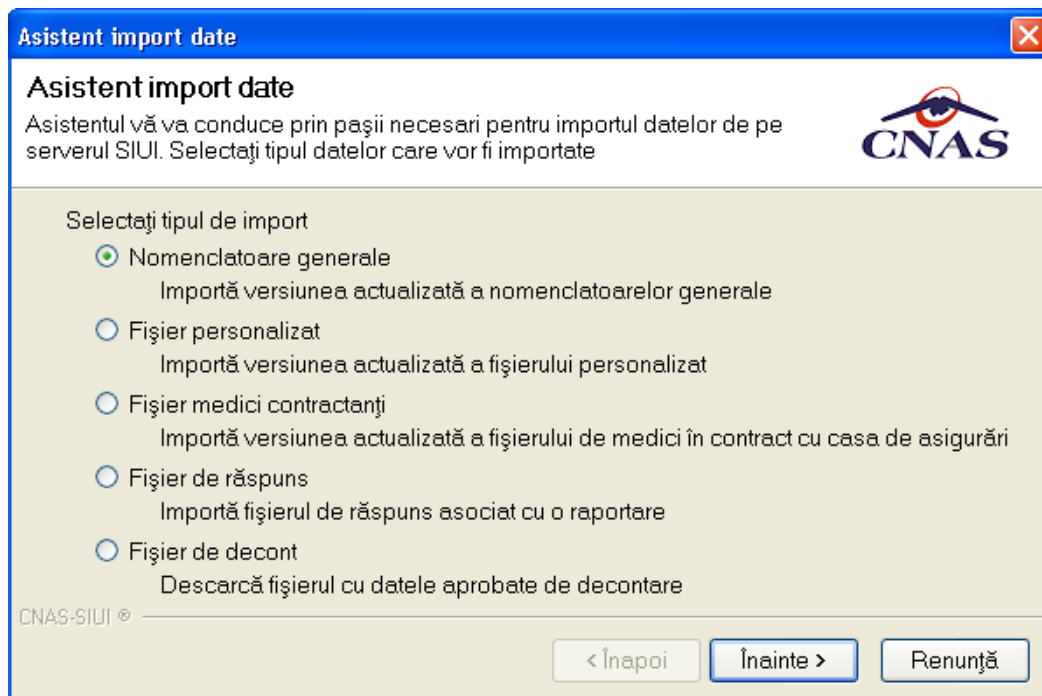 Asistent import date
Asistent import date
Asistentul vă va conduce prin paşii necesari pentru importul datelor de pe
serverul SIUI. Selectaţi tipul datelor care vor fi importate
CNAS
Selectaţi tipul de import
Nomenclatoare generale
Importă versiunea actualizată a nomenclatoarelor generale
Fişier personalizat
Importă versiunea actualizată a fişierului personalizat
Fişier medici contractanţi
Importă versiunea actualizată a fişierului de medici în contract cu casa de asigurări
Fişier de răspuns
Importă fişierul de răspuns asociat cu o raportare
Fişier de decont
Descarcă fişierul cu datele aprobate de decontare
CNAS-SIUI ®
< Înapoi
Înainte >
Renunţă